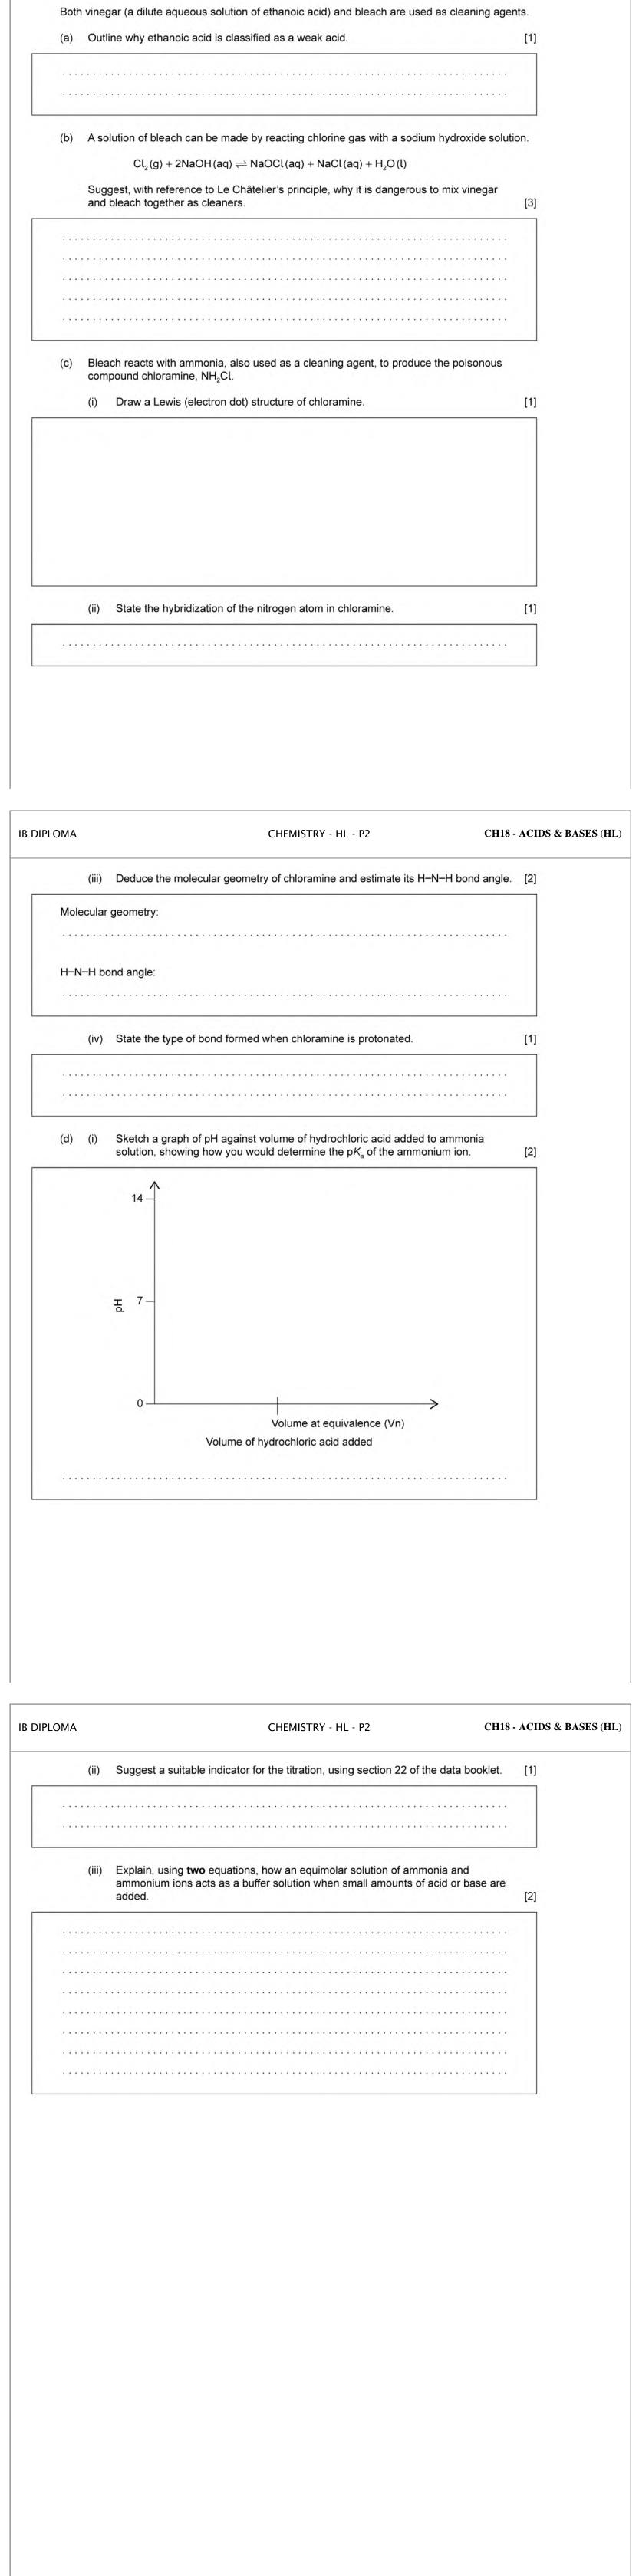 Both vinegar (a dilute aqueous solution of ethanoic acid) and bleach are used as cleaning agents.
(a) Outline why ethanoic acid is classified as a weak acid. [1]
(b) A solution of bleach can be made by reacting chlorine gas with a sodium hydroxide solution.
Cl₂(g) + 2NaOH(aq) ⇌ NaOCl(aq) + NaCl(aq) + H₂O(l)
Suggest, with reference to Le Châtelier's principle, why it is dangerous to mix vinegar
and bleach together as cleaners. [3]
(c) Bleach reacts with ammonia, also used as a cleaning agent, to produce the poisonous
compound chloramine, NH₂Cl.
(i) Draw a Lewis (electron dot) structure of chloramine. [1]
(ii) State the hybridization of the nitrogen atom in chloramine. [1]
IB DIPLOMA CHEMISTRY - HL - P2 CH18 - ACIDS & BASES (HL)
(iii) Deduce the molecular geometry of chloramine and estimate its H–N–H bond angle. [2]
Molecular geometry:
H–N–H bond angle:
(iv) State the type of bond formed when chloramine is protonated. [1]
(d) (i) Sketch a graph of pH against volume of hydrochloric acid added to ammonia
solution, showing how you would determine the pKₐ of the ammonium ion. [2]
14
pH 7
0
Volume at equivalence (Vn)
Volume of hydrochloric acid added
IB DIPLOMA CHEMISTRY - HL - P2 CH18 - ACIDS & BASES (HL)
(ii) Suggest a suitable indicator for the titration, using section 22 of the data booklet. [1]
(iii) Explain, using two equations, how an equimolar solution of ammonia and
ammonium ions acts as a buffer solution when small amounts of acid or base are
added. [2]